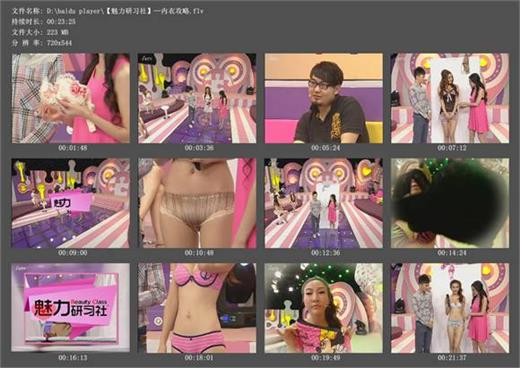 文件名称: D:\baidu player\【魅力研习社】—内衣攻略.flv
持续时长: 00:23:25
文件大小: 223 MB
分 辨 率: 720x544
00:01:48
00:03:36
00:05:24
00:07:12
魅力
00:09:00
00:10:48
00:12:36
00:14:24
魅力研习社
Beauty Class
00:16:13
00:18:01
00:19:49
00:21:37